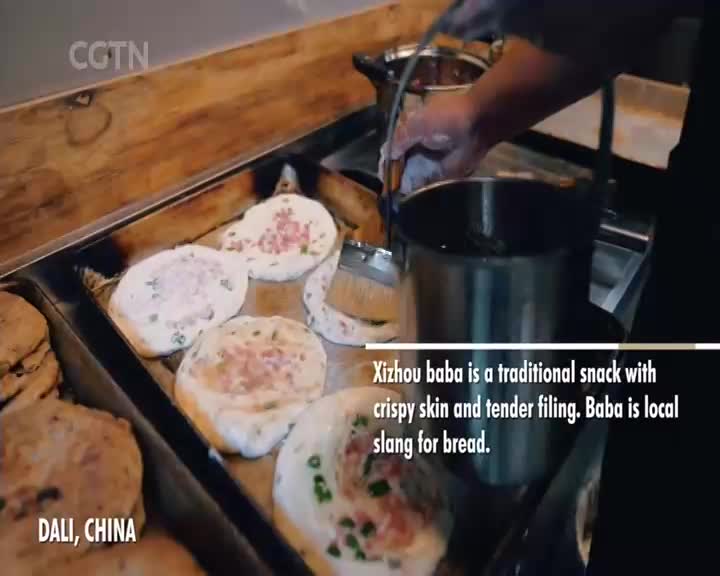 CGTN
Xizhou baba is a traditional snack with
crispy skin and tender filing. Baba is local
slang for bread.
DALI, CHINA